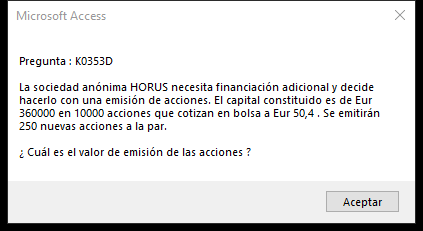 Microsoft Access
Pregunta : K0353D
La sociedad anónima HORUS necesita financiación adicional y decide
hacerlo con una emisión de acciones. El capital constituido es de Eur
360000 en 10000 acciones que cotizan en bolsa a Eur 50,4 . Se emitirán
250 nuevas acciones a la par.
¿ Cuál es el valor de emisión de las acciones ?
Aceptar